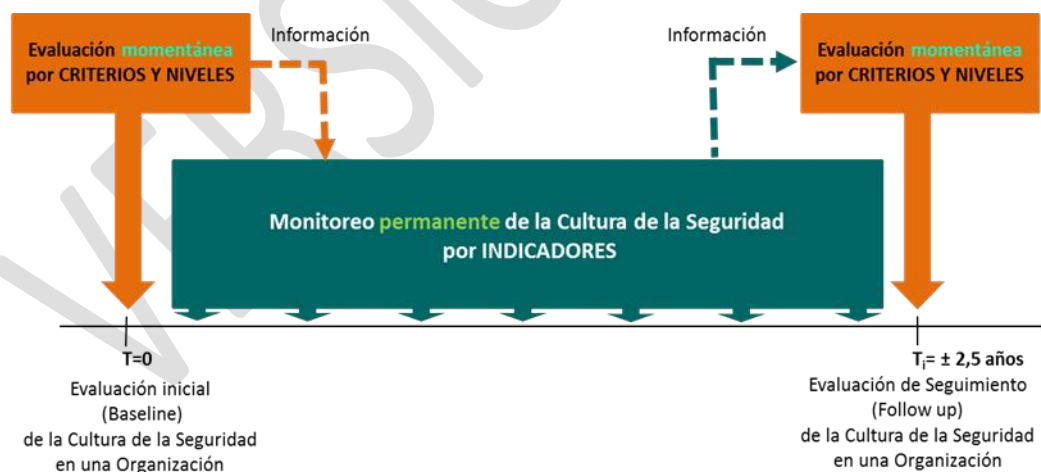 Evaluación momentánea
por CRITERIOS Y NIVELES
Información
Información
Evaluación momentánea
por CRITERIOS Y NIVELES
Monitoreo permanente de la Cultura de la Seguridad
por INDICADORES
T=0
Evaluación inicial
(Baseline)
de la Cultura de la Seguridad
en una Organización
Ti= ± 2,5 años
Evaluación de Seguimiento
(Follow up)
de la Cultura de la Seguridad
en una Organización
VERSIO